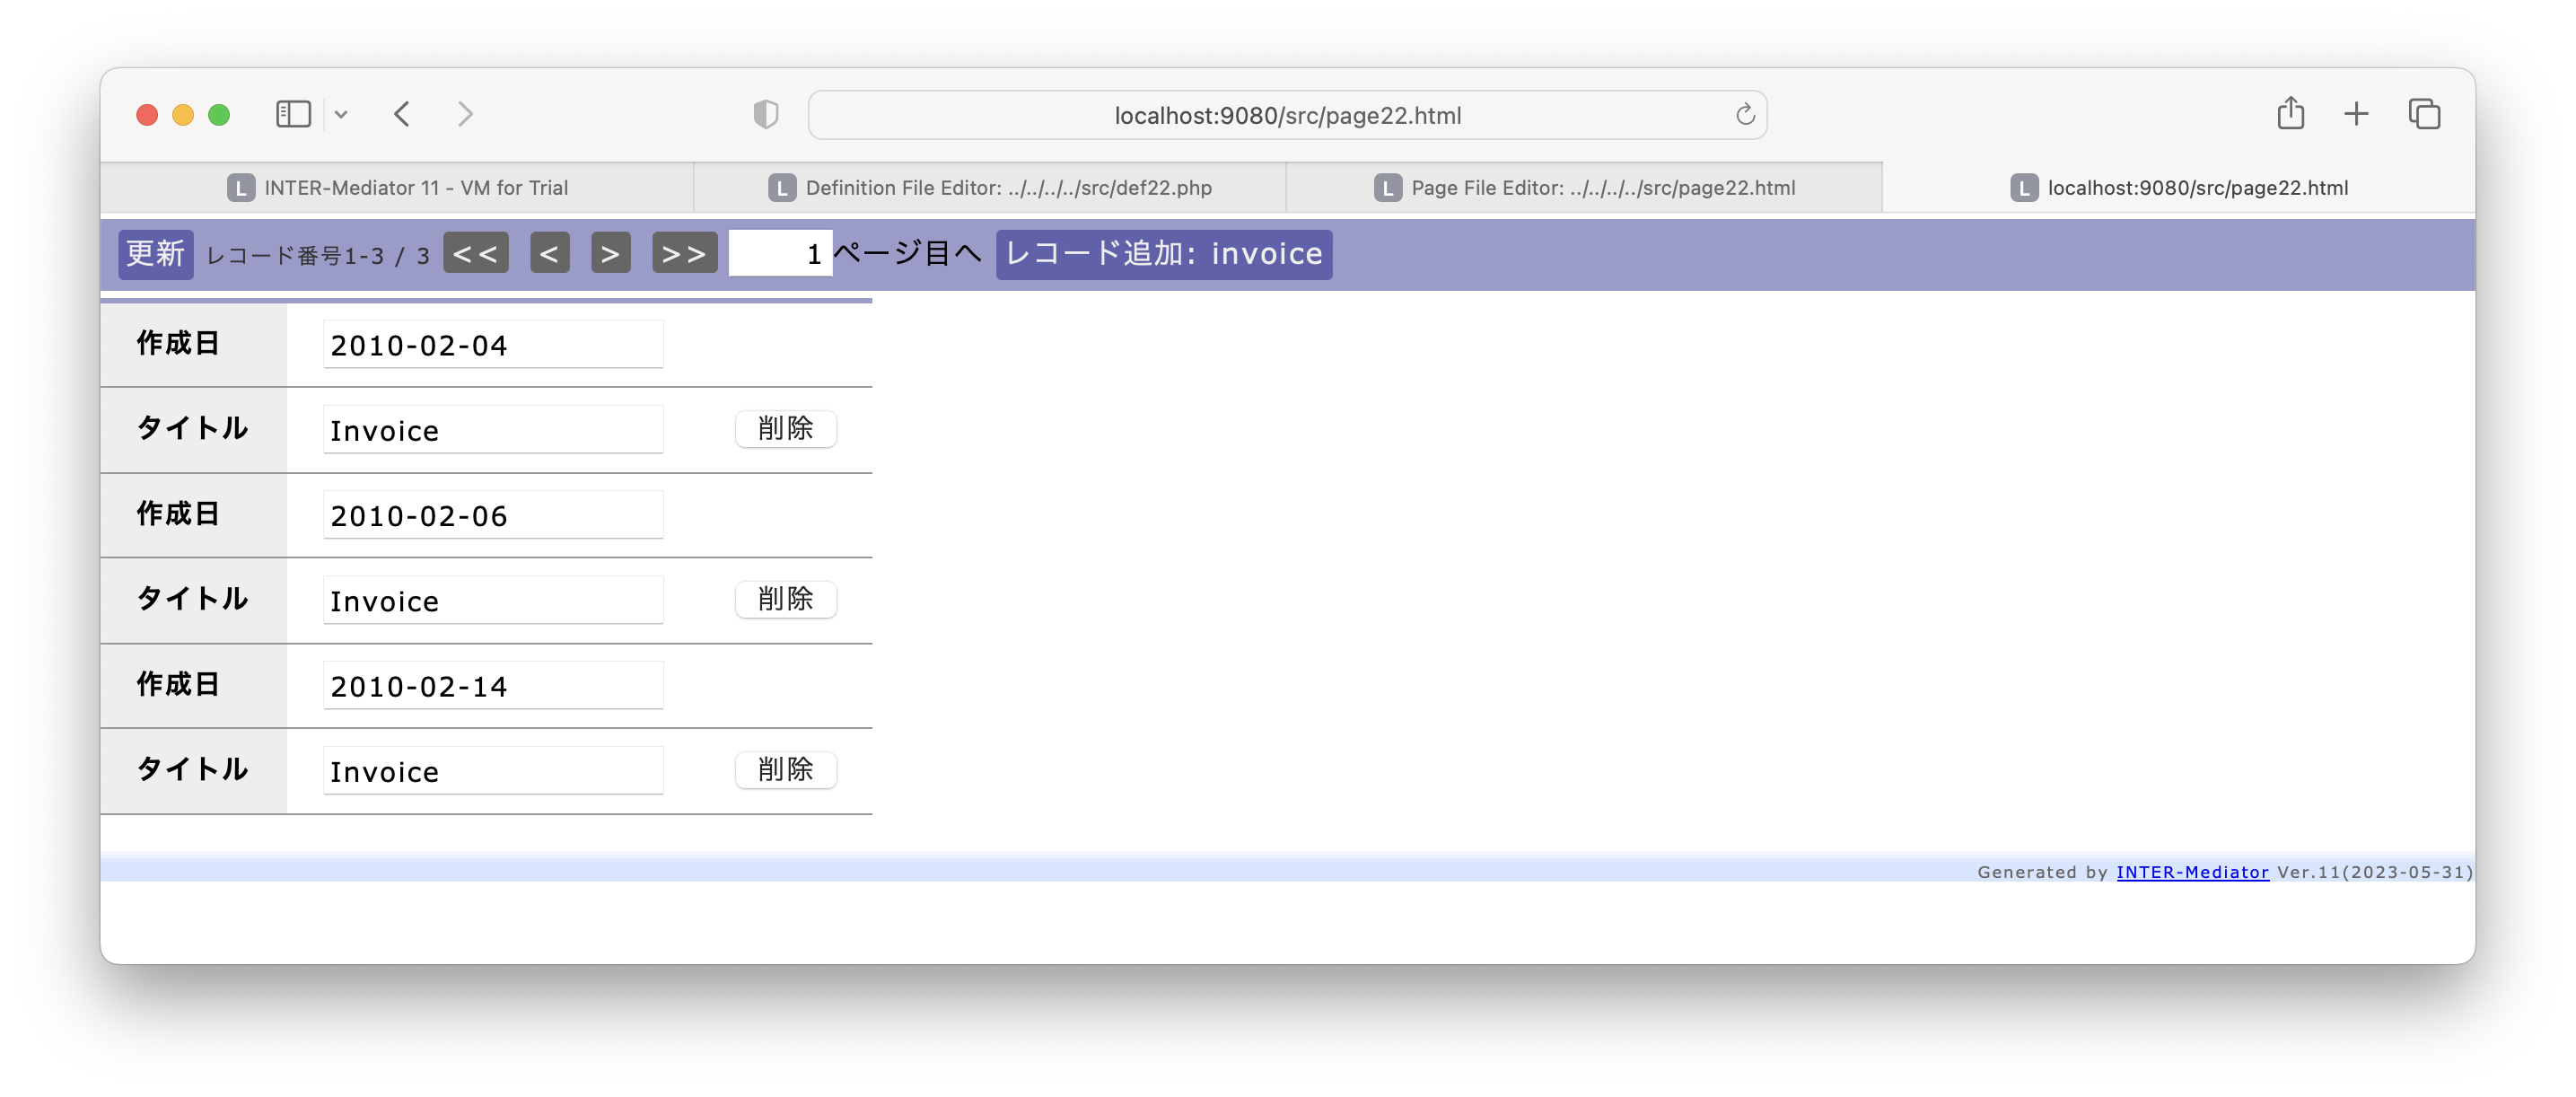 localhost:9080/src/page22.html
L INTER-Mediator 11 - VM for Trial
L Definition File Editor: ../../../../src/def22.php
L Page File Editor: ../../../../src/page22.html
L localhost:9080/src/page22.html
更新 レコード番号1-3 / 3 << < > >> 1 ページ目へ レコード追加: invoice
作成日 2010-02-04
タイトル Invoice 削除
作成日 2010-02-06
タイトル Invoice 削除
作成日 2010-02-14
タイトル Invoice 削除
Generated by INTER-Mediator Ver.11(2023-05-31)